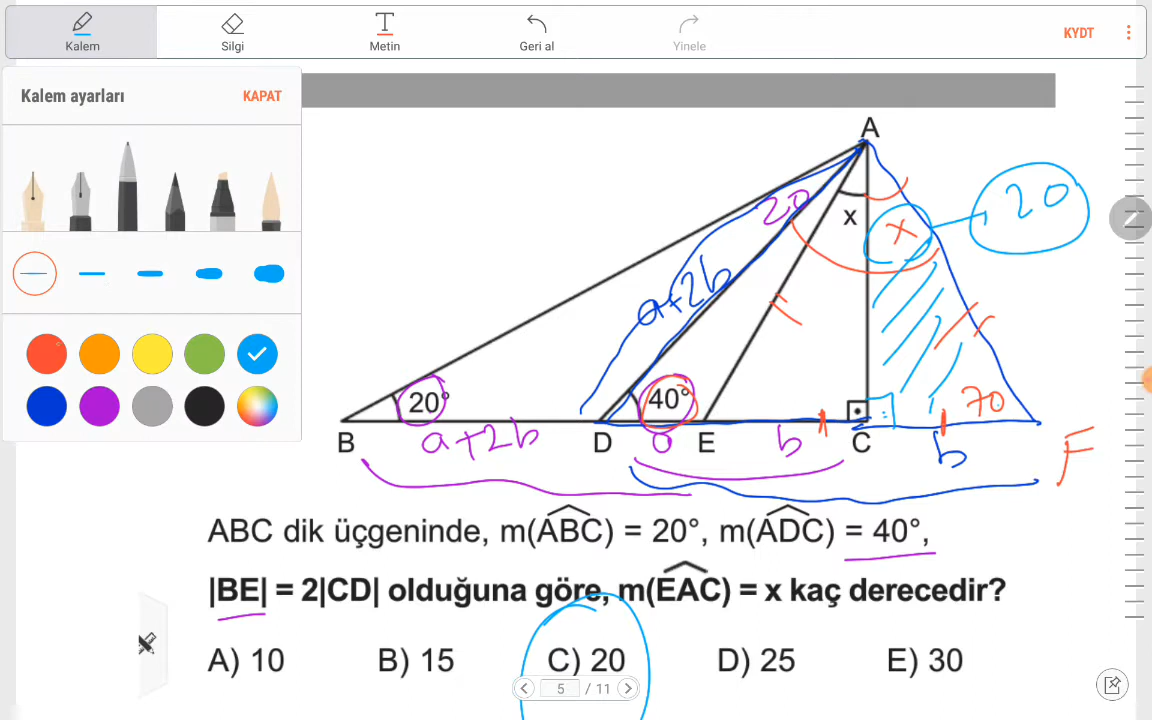 Kalem
Silgi
Metin
Geri al
Yinele
KYDT
Kalem ayarları
KAPAT
A
20
20
x
x
a+2b
20°
40°
70
B
a+2b
D
a
E
b
C
b
F
ABC dik üçgeninde, m(ABC) = 20°, m(ADC) = 40°,
|BE| = 2|CD| olduğuna göre, m(EAC) = x kaç derecedir?
A) 10 B) 15 C) 20 D) 25 E) 30
5 / 11